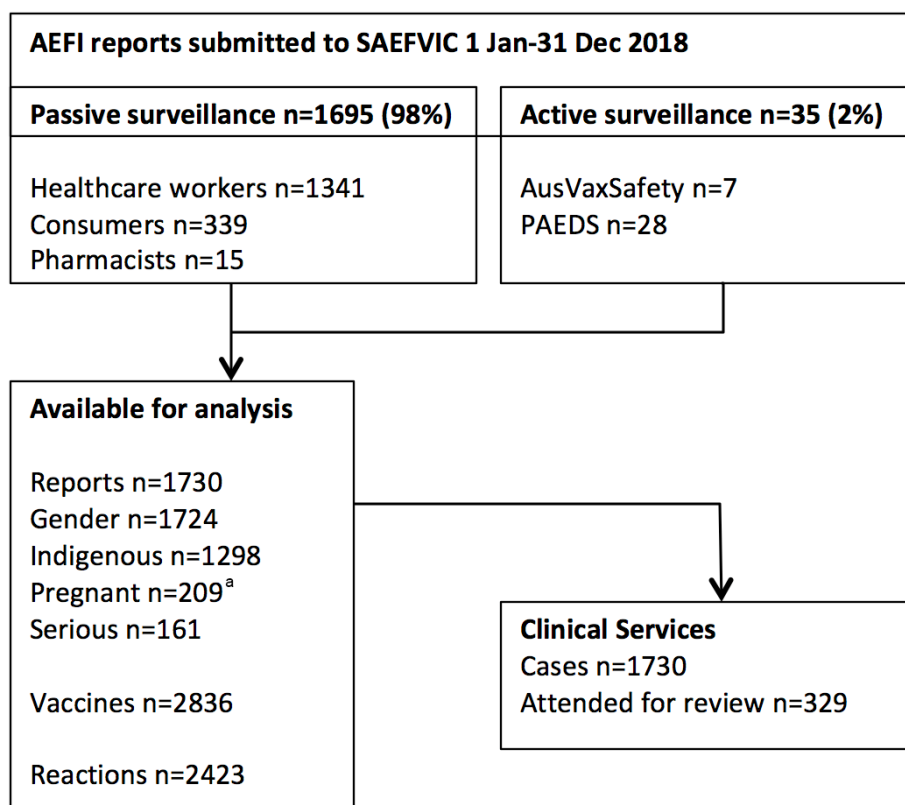 AEFI reports submitted to SAEFVIC 1 Jan-31 Dec 2018
Passive surveillance n=1695 (98%)
Healthcare workers n=1341
Consumers n=339
Pharmacists n=15
Active surveillance n=35 (2%)
AusVaxSafety n=7
PAEDS n=28
Available for analysis
Reports n=1730
Gender n=1724
Indigenous n=1298
Pregnant n=209ᵃ
Serious n=161
Vaccines n=2836
Reactions n=2423
Clinical Services
Cases n=1730
Attended for review n=329